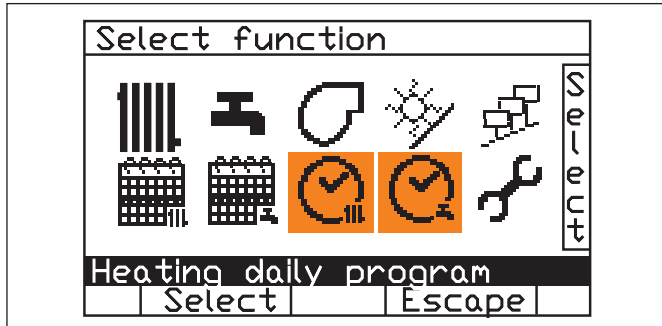 Select function
Select
Heating daily program
Select Escape